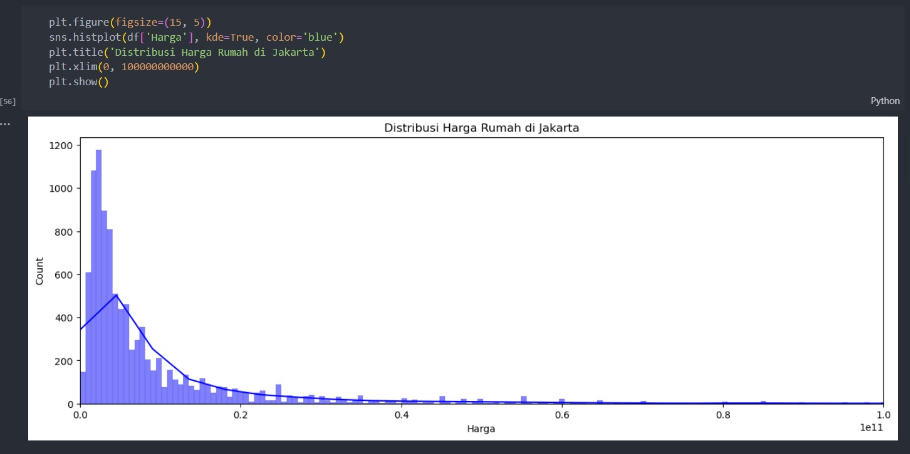 plt.figure(figsize=(15, 5))
sns.histplot(df['Harga'], kde=True, color='blue')
plt.title('Distribusi Harga Rumah di Jakarta')
plt.xlim(0, 100000000000)
plt.show()
[56]
Python
...
Distribusi Harga Rumah di Jakarta
1200
1000
800
600
400
200
0
Count
0.0 0.2 0.4 0.6 0.8 1.0
1e11
Harga